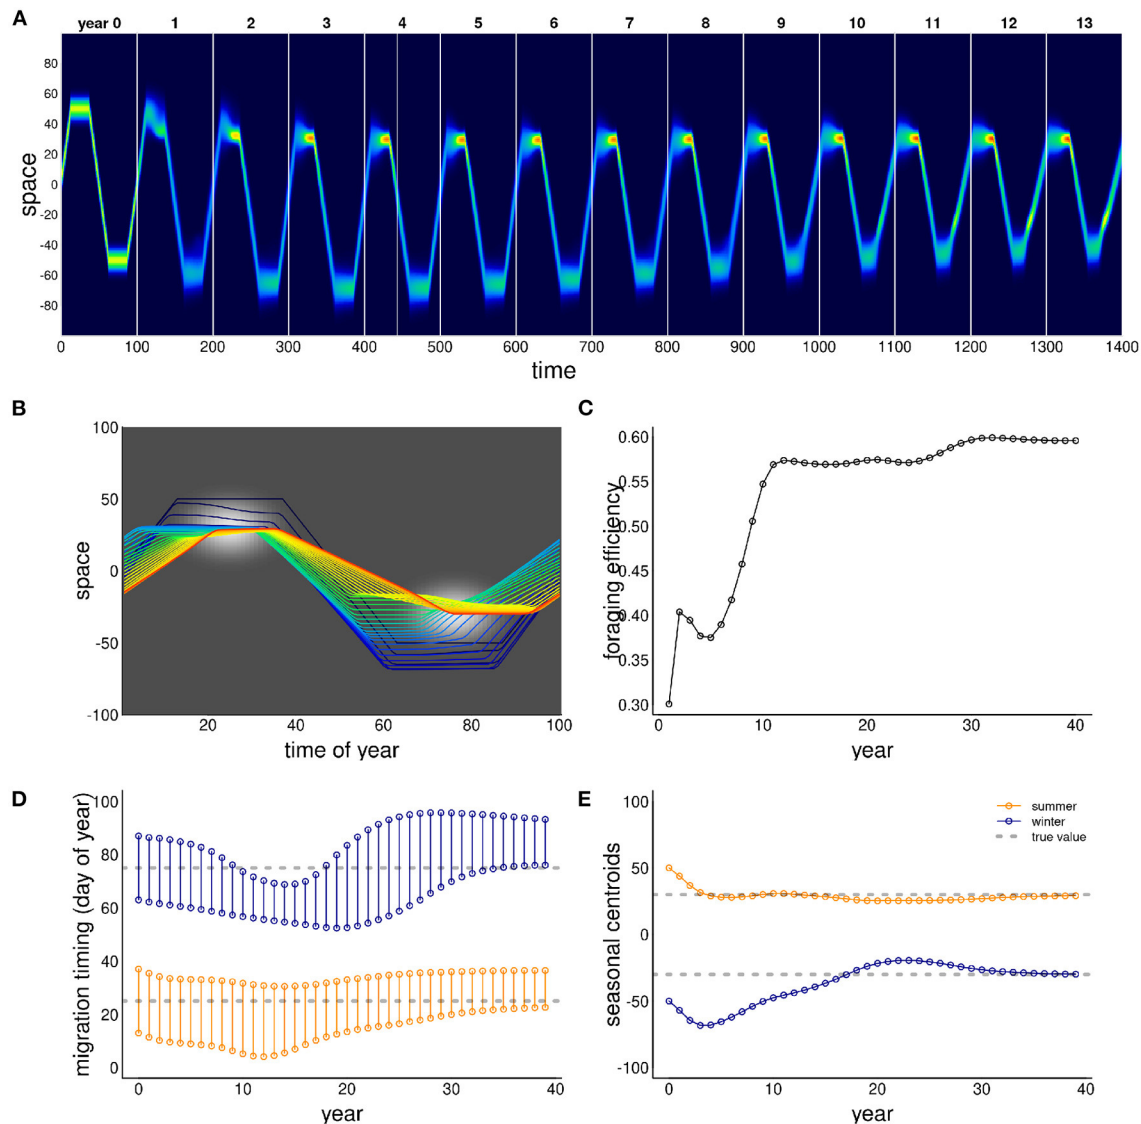 A
year 0 1 2 3 4 5 6 7 8 9 10 11 12 13
space
80
60
40
20
0
-20
-40
-60
-80
0 100 200 300 400 500 600 700 800 900 1000 1100 1200 1300 1400
time
B
space
100
50
0
-50
-100
20 40 60 80 100
time of year
C
foraging efficiency
0.60
0.55
0.50
0.45
0.40
0.35
0.30
0 10 20 30 40
year
D
migration timing (day of year)
100
80
60
40
20
0
0 10 20 30 40
year
E
seasonal centroids
100
50
0
-50
-100
summer
winter
true value
0 10 20 30 40
year